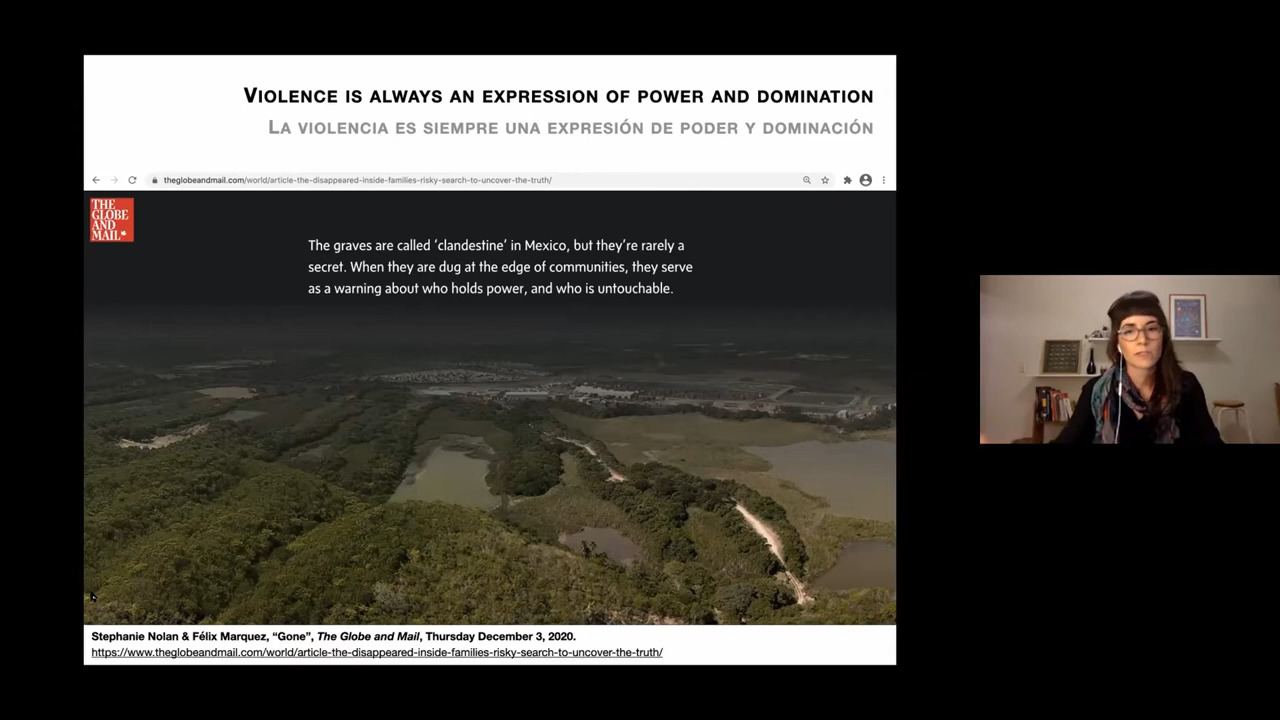 VIOLENCE IS ALWAYS AN EXPRESSION OF POWER AND DOMINATION
LA VIOLENCIA ES SIEMPRE UNA EXPRESIÓN DE PODER Y DOMINACIÓN
theglobeandmail.com/world/article-the-disappeared-inside-families-risky-search-to-uncover-the-truth/
THE
GLOBE
AND
MAIL
The graves are called ‘clandestine’ in Mexico, but they’re rarely a
secret. When they are dug at the edge of communities, they serve
as a warning about who holds power, and who is untouchable.
Stephanie Nolan & Félix Marquez, “Gone”, The Globe and Mail, Thursday December 3, 2020.
https://www.theglobeandmail.com/world/article-the-disappeared-inside-families-risky-search-to-uncover-the-truth/